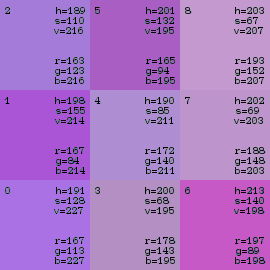 2 h=189
s=110
v=216
r=163
g=123
b=216
5 h=201
s=132
v=195
r=165
g=94
b=195
8 h=203
s=67
v=207
r=193
g=152
b=207
1 h=198
s=155
v=214
r=167
g=84
b=214
4 h=190
s=85
v=211
r=172
g=140
b=211
7 h=202
s=69
v=203
r=188
g=148
b=203
0 h=191
s=128
v=227
r=167
g=113
b=227
3 h=200
s=68
v=195
r=178
g=143
b=195
6 h=213
s=140
v=198
r=197
g=89
b=198